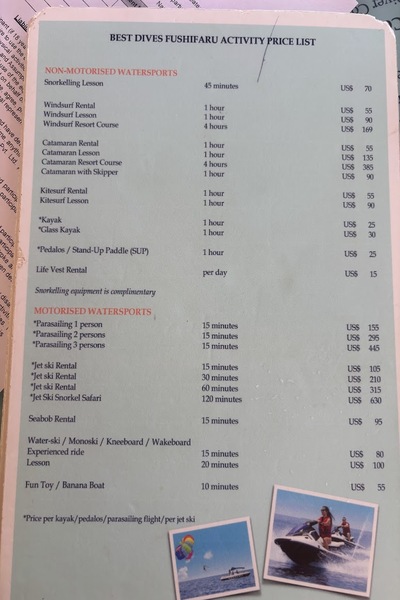 BEST DIVES FUSHIFARU ACTIVITY PRICE LIST
NON-MOTORISED WATERSPORTS
Snorkelling Lesson 45 minutes US$ 70
Windsurf Rental 1 hour US$ 55
Windsurf Lesson 1 hour US$ 90
Windsurf Resort Course 4 hours US$ 169
Catamaran Rental 1 hour US$ 55
Catamaran Lesson 1 hour US$ 135
Catamaran Resort Course 4 hours US$ 385
Catamaran with Skipper 1 hour US$ 90
Kitesurf Rental 1 hour US$ 55
Kitesurf Lesson 1 hour US$ 90
*Kayak 1 hour US$ 25
*Glass Kayak 1 hour US$ 30
*Pedalos / Stand-Up Paddle (SUP) 1 hour US$ 25
Life Vest Rental per day US$ 15
Snorkelling equipment is complimentary
MOTORISED WATERSPORTS
*Parasailing 1 person 15 minutes US$ 155
*Parasailing 2 persons 15 minutes US$ 295
*Parasailing 3 persons 15 minutes US$ 445
*Jet ski Rental 15 minutes US$ 105
*Jet ski Rental 30 minutes US$ 210
*Jet ski Rental 60 minutes US$ 315
*Jet Ski Snorkel Safari 120 minutes US$ 630
Seabob Rental 15 minutes US$ 95
Water-ski / Monoski / Kneeboard / Wakeboard
Experienced ride 15 minutes US$ 80
Lesson 20 minutes US$ 100
Fun Toy / Banana Boat 10 minutes US$ 55
*Price per kayak/pedalos/parasailing flight/per jet ski